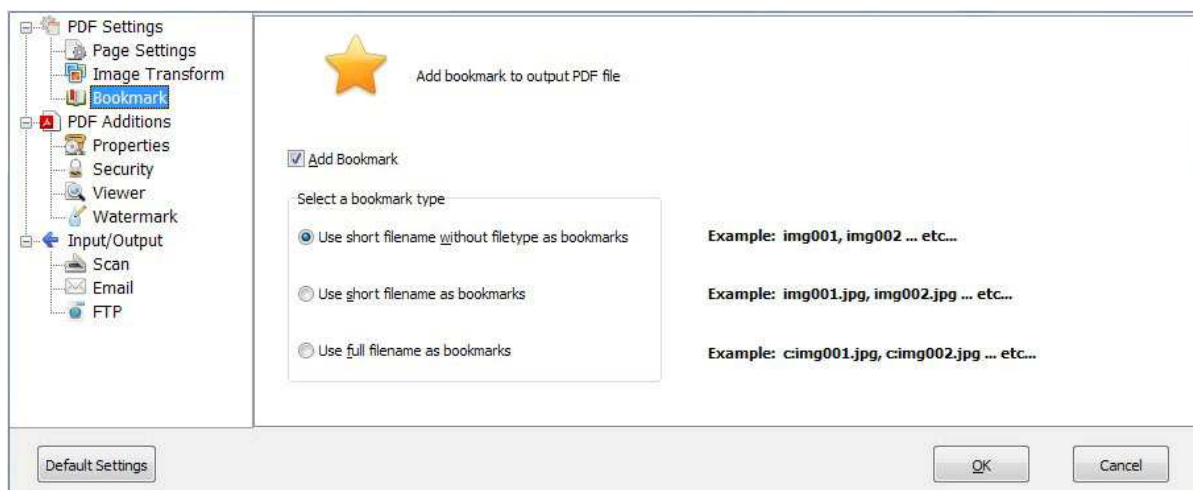 PDF Settings
Page Settings
Image Transform
Bookmark
PDF Additions
Properties
Security
Viewer
Watermark
Input/Output
Scan
Email
FTP
Add bookmark to output PDF file
Add Bookmark
Select a bookmark type
Use short filename without filetype as bookmarks
Example: img001, img002 ... etc...
Use short filename as bookmarks
Example: img001.jpg, img002.jpg ... etc...
Use full filename as bookmarks
Example: c:img001.jpg, c:img002.jpg ... etc...
Default Settings
OK
Cancel